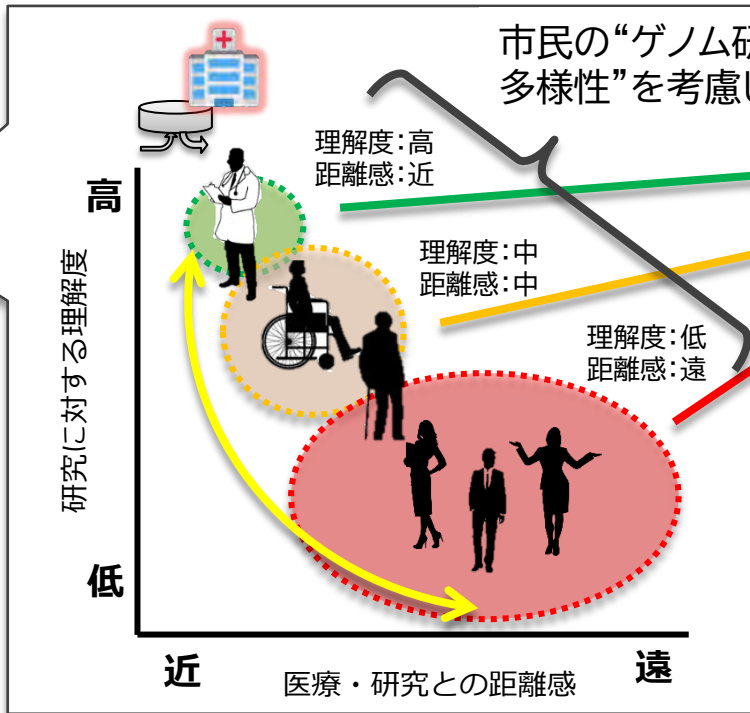 市民の“ゲノム研
多様性”を考慮し
理解度：高
距離感：近
高
理解度：中
距離感：中
理解度：低
距離感：遠
研究に対する理解度
低
近
医療・研究との距離感
遠